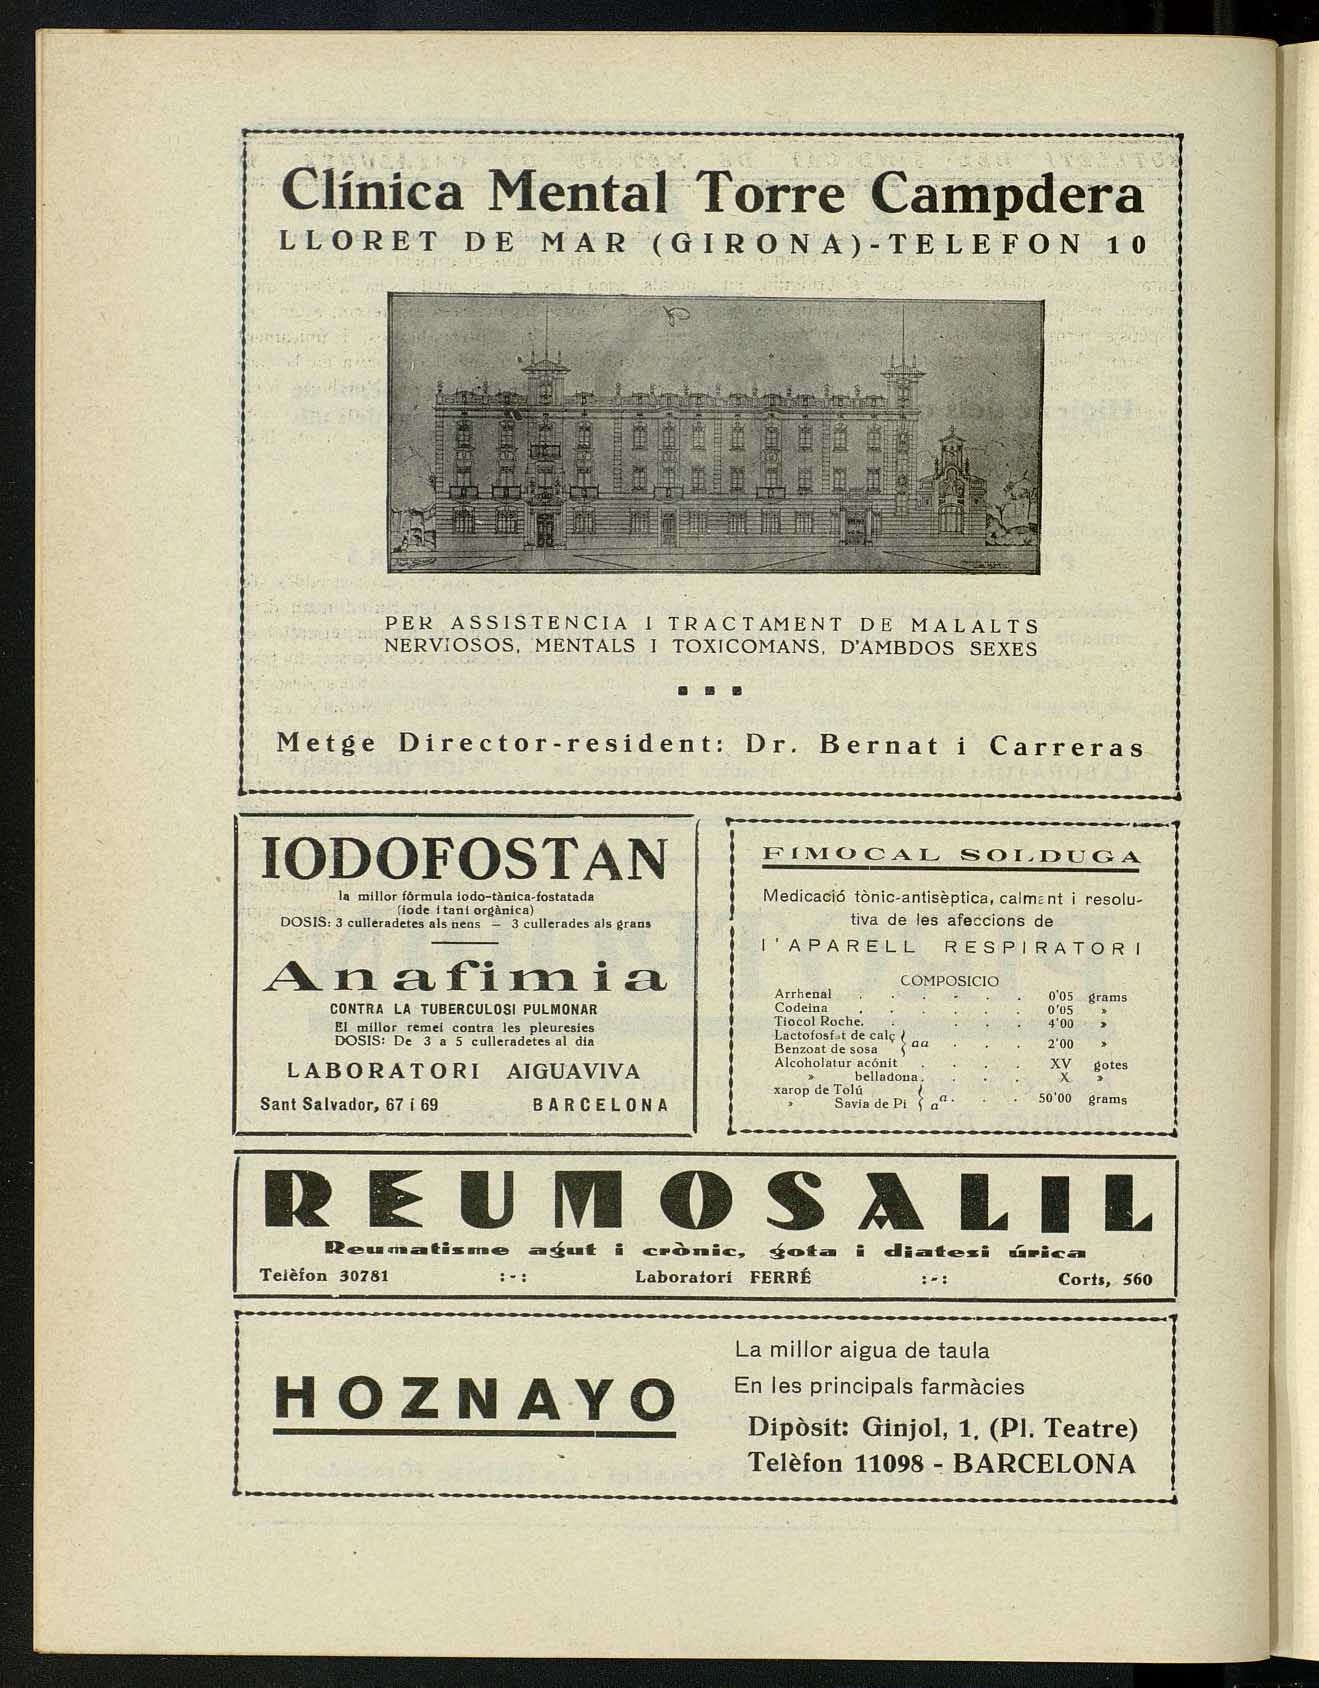 Clínica Mental Torre Campdera
LLORET DE MAR (GIRONA)-TELEFON 10
PER ASSISTENCIA I TRACTAMENT DE MALALTS
NERVIOSOS, MENTALS I TOXICOMANS, D'AMBDOS SEXES
Metge Director-resident: Dr. Bernat i Carreras
IODOFOSTAN
la millor fórmula iodo-tànica-fostatada
(iode i tani orgànica)
DOSIS: 3 culleradetes als nens — 3 cullerades als grans
Anafimia
CONTRA LA TUBERCULOSI PULMONAR
El millor remei contra les pleuresies
DOSIS: De 3 a 5 culleradetes al dia
LABORATORI AIGUAVIVA
Sant Salvador, 67 i 69 BARCELONA
FIMOCAL SOLDUGA
Medicació tònic-antisèptica, calmant i resolu-
tiva de les afeccions de
l'APARELL RESPIRATORI
COMPOSICIO
Arrhenal . . . . . . 0'05 grams
Codeina . . . . . . 0'05 »
Tiocol Roche. . . . . 4'00 »
Lactofosfat de calç
Benzoat de sosa } aa . . . 2'00 »
Alcoholatur acónit . . . . XV gotes
» belladona. . . . X »
xarop de Tolú
» Savia de Pi } a a . . . 50'00 grams
REUMOSALIL
Reumatisme agut i crònic, gota i diatesi úrica
Telèfon 30781 :-: Laboratori FERRÉ :-: Corts, 560
HOZNAYO
La millor aigua de taula
En les principals farmàcies
Dipòsit: Ginjol, 1, (Pl. Teatre)
Telèfon 11098 - BARCELONA